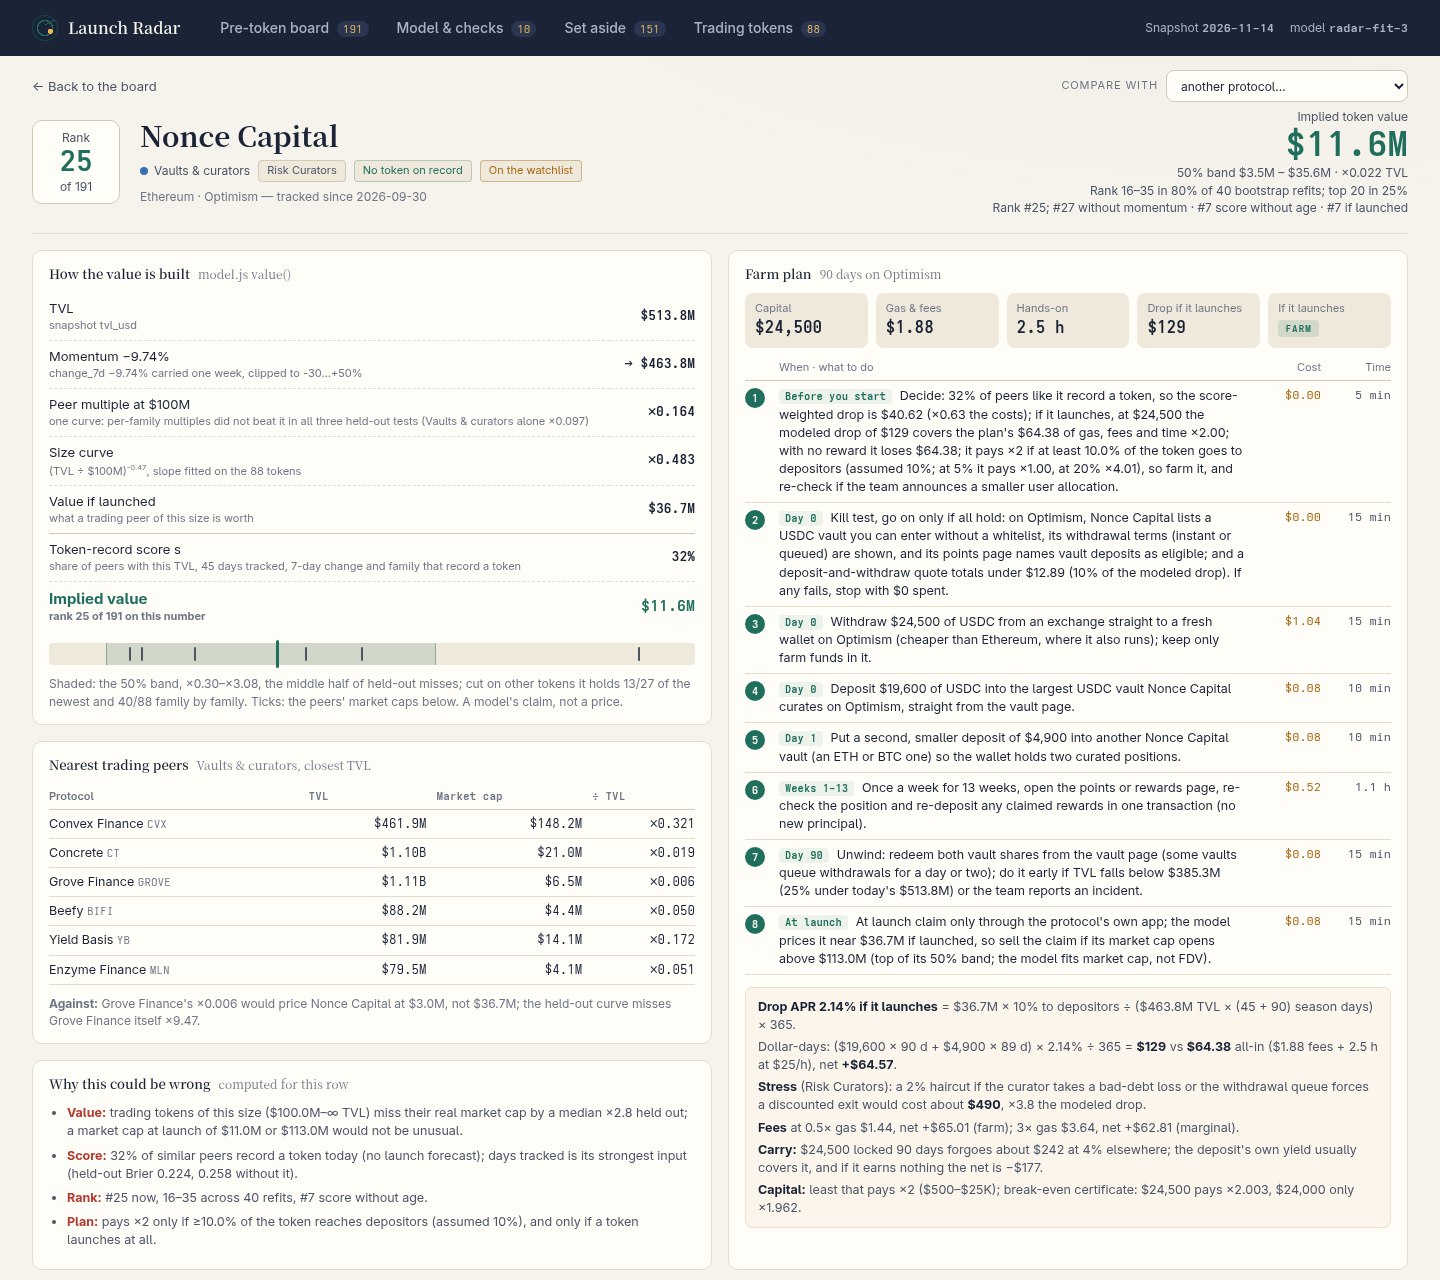 Launch Radar
Pre-token board 191
Model & checks 10
Set aside 151
Trading tokens 88
Snapshot 2026-11-14 model radar-fit-3
← Back to the board
COMPARE WITH another protocol...
Rank
25
of 191
Nonce Capital
Vaults & curators Risk Curators No token on record On the watchlist
Ethereum · Optimism — tracked since 2026-09-30
Implied token value
$11.6M
50% band $3.5M – $35.6M · ×0.022 TVL
Rank 16–35 in 80% of 40 bootstrap refits; top 20 in 25%
Rank #25; #27 without momentum · #7 score without age · #7 if launched
How the value is built model.js value()
TVL
snapshot tvl_usd
$513.8M
Momentum −9.74%
change_7d −9.74% carried one week, clipped to -30…+50%
→ $463.8M
Peer multiple at $100M
one curve: per-family multiples did not beat it in all three held-out tests (Vaults & curators alone ×0.097)
×0.164
Size curve
(TVL ÷ $100M)^-0.47, slope fitted on the 88 tokens
×0.483
Value if launched
what a trading peer of this size is worth
$36.7M
Token-record score s
share of peers with this TVL, 45 days tracked, 7-day change and family that record a token
32%
Implied value
rank 25 of 191 on this number
$11.6M
Shaded: the 50% band, ×0.30–×3.08, the middle half of held-out misses; cut on other tokens it holds 13/27 of the
newest and 40/88 family by family. Ticks: the peers' market caps below. A model's claim, not a price.
Nearest trading peers Vaults & curators, closest TVL
Protocol TVL Market cap ÷ TVL
Convex Finance CVX $461.9M $148.2M ×0.321
Concrete CT $1.10B $21.0M ×0.019
Grove Finance GROVE $1.11B $6.5M ×0.006
Beefy BIFI $88.2M $4.4M ×0.050
Yield Basis YB $81.9M $14.1M ×0.172
Enzyme Finance MLN $79.5M $4.1M ×0.051
Against: Grove Finance's ×0.006 would price Nonce Capital at $3.0M, not $36.7M; the held-out curve misses
Grove Finance itself ×9.47.
Why this could be wrong computed for this row
• Value: trading tokens of this size ($100.0M–∞ TVL) miss their real market cap by a median ×2.8 held out;
a market cap at launch of $11.0M or $113.0M would not be unusual.
• Score: 32% of similar peers record a token today (no launch forecast); days tracked is its strongest input
(held-out Brier 0.224, 0.258 without it).
• Rank: #25 now, 16–35 across 40 refits, #7 score without age.
• Plan: pays ×2 only if ≥10.0% of the token reaches depositors (assumed 10%), and only if a token
launches at all.
Farm plan 90 days on Optimism
Capital
$24,500
Gas & fees
$1.88
Hands-on
2.5 h
Drop if it launches
$129
If it launches
FARM
When · what to do Cost Time
1 Before you start Decide: 32% of peers like it record a token, so the score- $0.00 5 min
weighted drop is $40.62 (×0.63 the costs); if it launches, at $24,500 the
modeled drop of $129 covers the plan's $64.38 of gas, fees and time ×2.00;
with no reward it loses $64.38; it pays ×2 if at least 10.0% of the token goes to
depositors (assumed 10%; at 5% it pays ×1.00, at 20% ×4.01), so farm it, and
re-check if the team announces a smaller user allocation.
2 Day 0 Kill test, go on only if all hold: on Optimism, Nonce Capital lists a $0.00 15 min
USDC vault you can enter without a whitelist, its withdrawal terms (instant or
queued) are shown, and its points page names vault deposits as eligible; and a
deposit-and-withdraw quote totals under $12.89 (10% of the modeled drop). If
any fails, stop with $0 spent.
3 Day 0 Withdraw $24,500 of USDC from an exchange straight to a fresh $1.04 15 min
wallet on Optimism (cheaper than Ethereum, where it also runs); keep only
farm funds in it.
4 Day 0 Deposit $19,600 of USDC into the largest USDC vault Nonce Capital $0.08 10 min
curates on Optimism, straight from the vault page.
5 Day 1 Put a second, smaller deposit of $4,900 into another Nonce Capital $0.08 10 min
vault (an ETH or BTC one) so the wallet holds two curated positions.
6 Weeks 1–13 Once a week for 13 weeks, open the points or rewards page, re- $0.52 1.1 h
check the position and re-deposit any claimed rewards in one transaction (no
new principal).
7 Day 90 Unwind: redeem both vault shares from the vault page (some vaults $0.08 15 min
queue withdrawals for a day or two); do it early if TVL falls below $385.3M
(25% under today's $513.8M) or the team reports an incident.
8 At launch At launch claim only through the protocol's own app; the model $0.08 15 min
prices it near $36.7M if launched, so sell the claim if its market cap opens
above $113.0M (top of its 50% band; the model fits market cap, not FDV).
Drop APR 2.14% if it launches = $36.7M × 10% to depositors ÷ ($463.8M TVL × (45 + 90) season days)
× 365.
Dollar-days: ($19,600 × 90 d + $4,900 × 89 d) × 2.14% ÷ 365 = $129 vs $64.38 all-in ($1.88 fees + 2.5 h
at $25/h), net +$64.57.
Stress (Risk Curators): a 2% haircut if the curator takes a bad-debt loss or the withdrawal queue forces
a discounted exit would cost about $490, ×3.8 the modeled drop.
Fees at 0.5× gas $1.44, net +$65.01 (farm); 3× gas $3.64, net +$62.81 (marginal).
Carry: $24,500 locked 90 days forgoes about $242 at 4% elsewhere; the deposit's own yield usually
covers it, and if it earns nothing the net is −$177.
Capital: least that pays ×2 ($500–$25K); break-even certificate: $24,500 pays ×2.003, $24,000 only
×1.962.